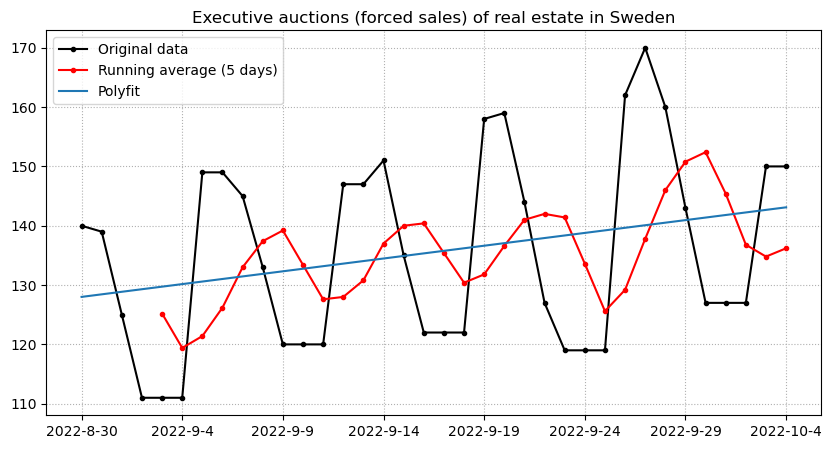 Executive auctions (forced sales) of real estate in Sweden
Original data
Running average (5 days)
Polyfit
170
160
150
140
130
120
110
2022-8-30 2022-9-4 2022-9-9 2022-9-14 2022-9-19 2022-9-24 2022-9-29 2022-10-4